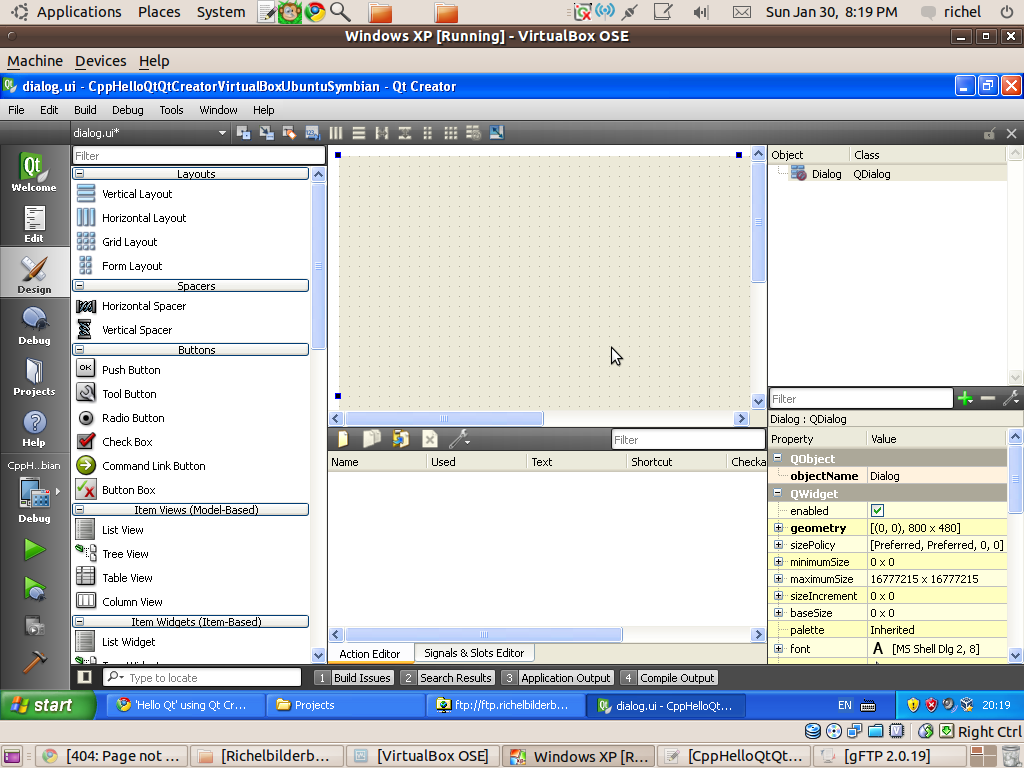 Applications Places System Sun Jan 30, 8:19 PM richel
Windows XP [Running] - VirtualBox OSE
Machine Devices Help
dialog.ui - CppHelloQtQtCreatorVirtualBoxUbuntuSymbian - Qt Creator
File Edit Build Debug Tools Window Help
dialog.ui*
Qt
Welcome
Edit
Design
Debug
Projects
Help
CppH...bian
Debug
Filter
Layouts
Vertical Layout
Horizontal Layout
Grid Layout
Form Layout
Spacers
Horizontal Spacer
Vertical Spacer
Buttons
OK Push Button
Tool Button
Radio Button
Check Box
Command Link Button
Button Box
Item Views (Model-Based)
List View
Tree View
Table View
Column View
Item Widgets (Item-Based)
List Widget
Filter
Name Used Text Shortcut Checka
Action Editor Signals & Slots Editor
Object Class
Dialog QDialog
Filter
Dialog : QDialog
Property Value
QObject
objectName Dialog
QWidget
enabled
geometry [(0, 0), 800 x 480]
sizePolicy [Preferred, Preferred, 0, 0]
minimumSize 0 x 0
maximumSize 16777215 x 16777215
sizeIncrement 0 x 0
baseSize 0 x 0
palette Inherited
font A [MS Shell Dlg 2, 8]
Type to locate 1 Build Issues 2 Search Results 3 Application Output 4 Compile Output
start 'Hello Qt' using Qt Cr... Projects ftp://ftp.richelbilderb... dialog.ui - CppHelloQt... EN 20:19
Right Ctrl
[404: Page not ... [Richelbilderb... [VirtualBox OSE] Windows XP [R... [CppHelloQtQt... [gFTP 2.0.19]